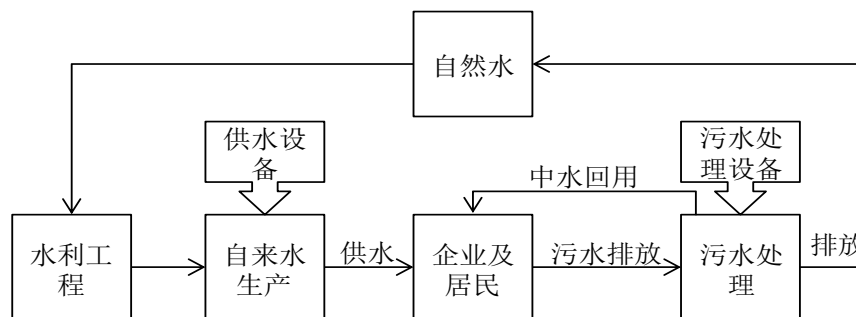 自然水
供水设
备
污水处
理设备
中水回用
水利工
程
自来水
生产
供水
企业及
居民
污水排放
污水处
理
排放